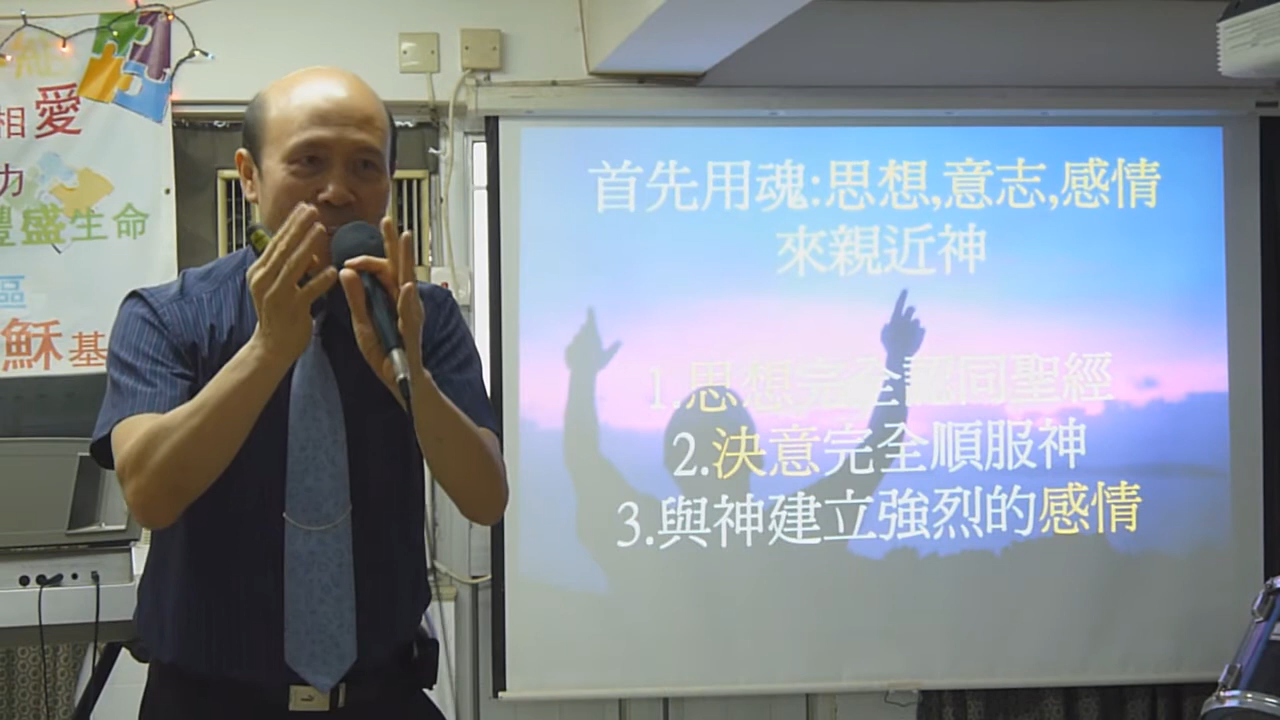 相愛
力
豐盛生命
區
穌基
首先用魂:思想,意志,感情
來親近神
1.思想完全認同聖經
2.決意完全順服神
3.與神建立強烈的感情